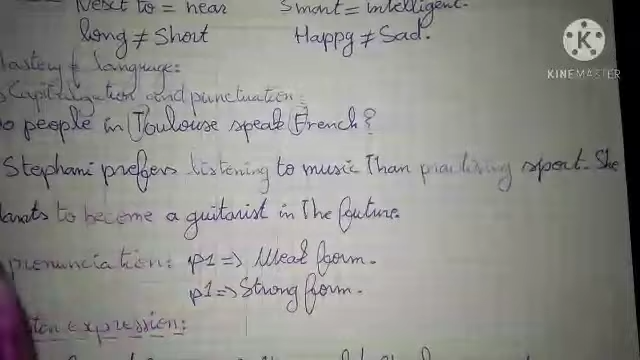 Next to = near Smart = intelligent.
Long ≠ Short Happy ≠ Sad.
Mastery of language:
Capitalization and punctuation:
Do people in Toulouse speak French?
Stephani prefers listening to music Than practising sport. She
wants to become a guitarist in The future.
pronunciation: p1 => Weak form.
p1 => Strong form.
expression:
KINEMASTER